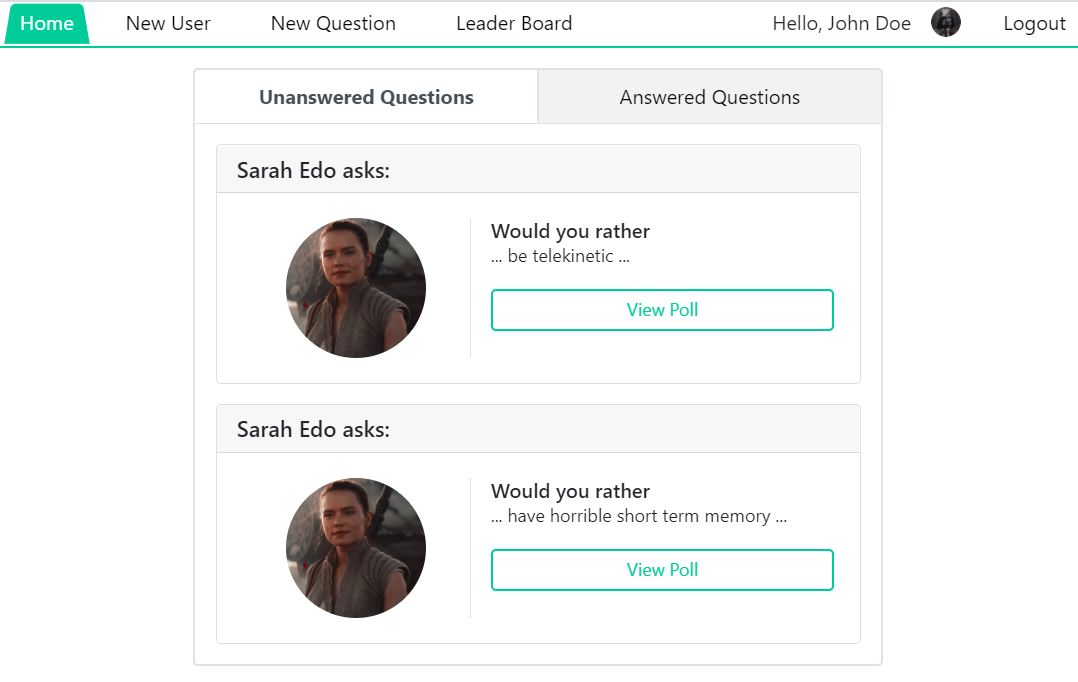 Home New User New Question Leader Board Hello, John Doe Logout
Unanswered Questions Answered Questions
Sarah Edo asks:
Would you rather
... be telekinetic ...
View Poll
Sarah Edo asks:
Would you rather
... have horrible short term memory ...
View Poll